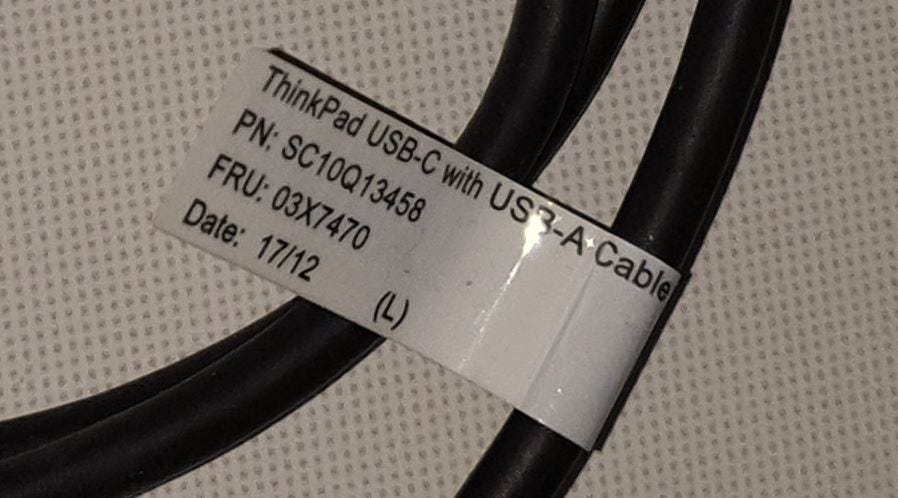 ThinkPad USB-C with USB-A Cable
PN: SC10Q13458
FRU: 03X7470
Date: 17/12
(L)